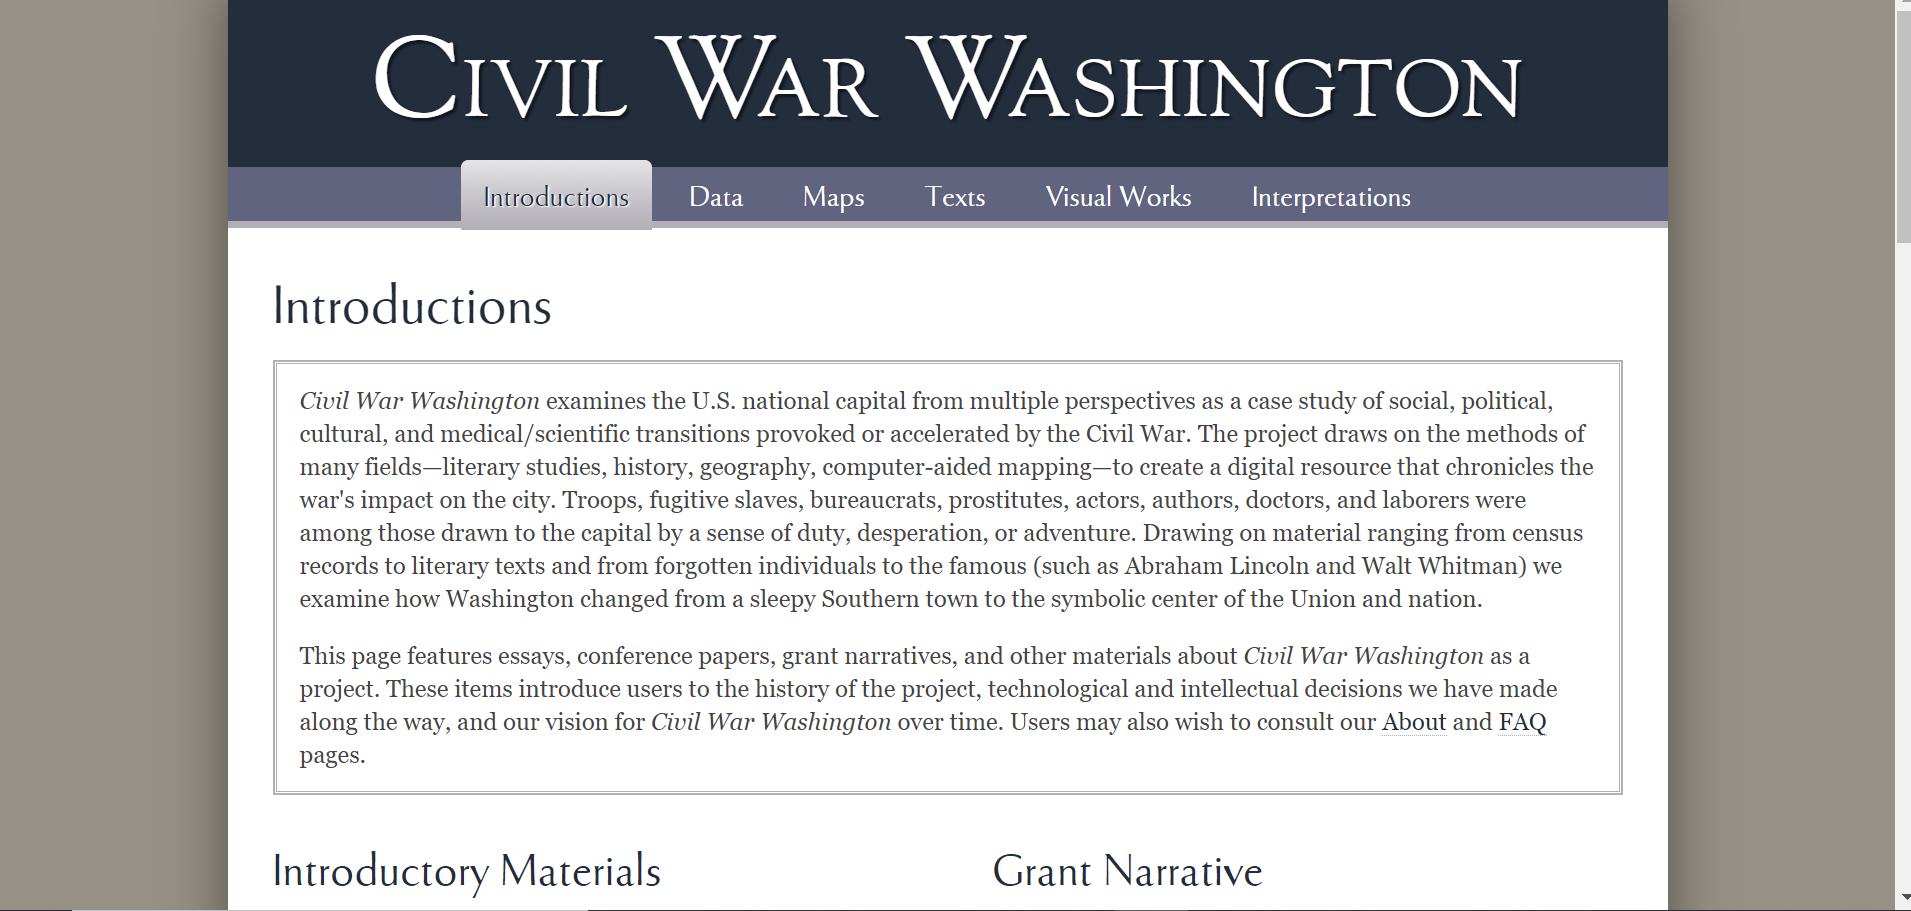 CIVIL WAR WASHINGTON
Introductions
Data
Maps
Texts
Visual Works
Interpretations
Introductions
Civil War Washington examines the U.S. national capital from multiple perspectives as a case study of social, political,
cultural, and medical/scientific transitions provoked or accelerated by the Civil War. The project draws on the methods of
many fields—literary studies, history, geography, computer-aided mapping—to create a digital resource that chronicles the
war's impact on the city. Troops, fugitive slaves, bureaucrats, prostitutes, actors, authors, doctors, and laborers were
among those drawn to the capital by a sense of duty, desperation, or adventure. Drawing on material ranging from census
records to literary texts and from forgotten individuals to the famous (such as Abraham Lincoln and Walt Whitman) we
examine how Washington changed from a sleepy Southern town to the symbolic center of the Union and nation.
This page features essays, conference papers, grant narratives, and other materials about Civil War Washington as a
project. These items introduce users to the history of the project, technological and intellectual decisions we have made
along the way, and our vision for Civil War Washington over time. Users may also wish to consult our About and FAQ
pages.
Introductory Materials
Grant Narrative